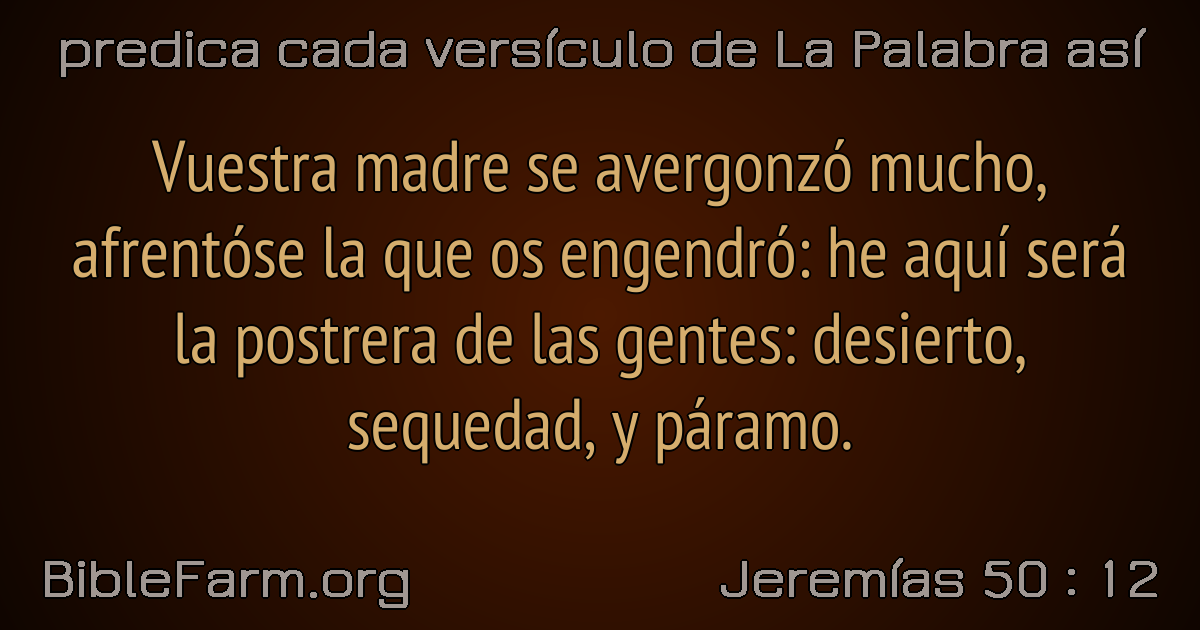 predica cada versículo de La Palabra así
Vuestra madre se avergonzó mucho,
afrentóse la que os engendró: he aquí será
la postrera de las gentes: desierto,
sequedad, y páramo.
BibleFarm.org
Jeremías 50 : 12